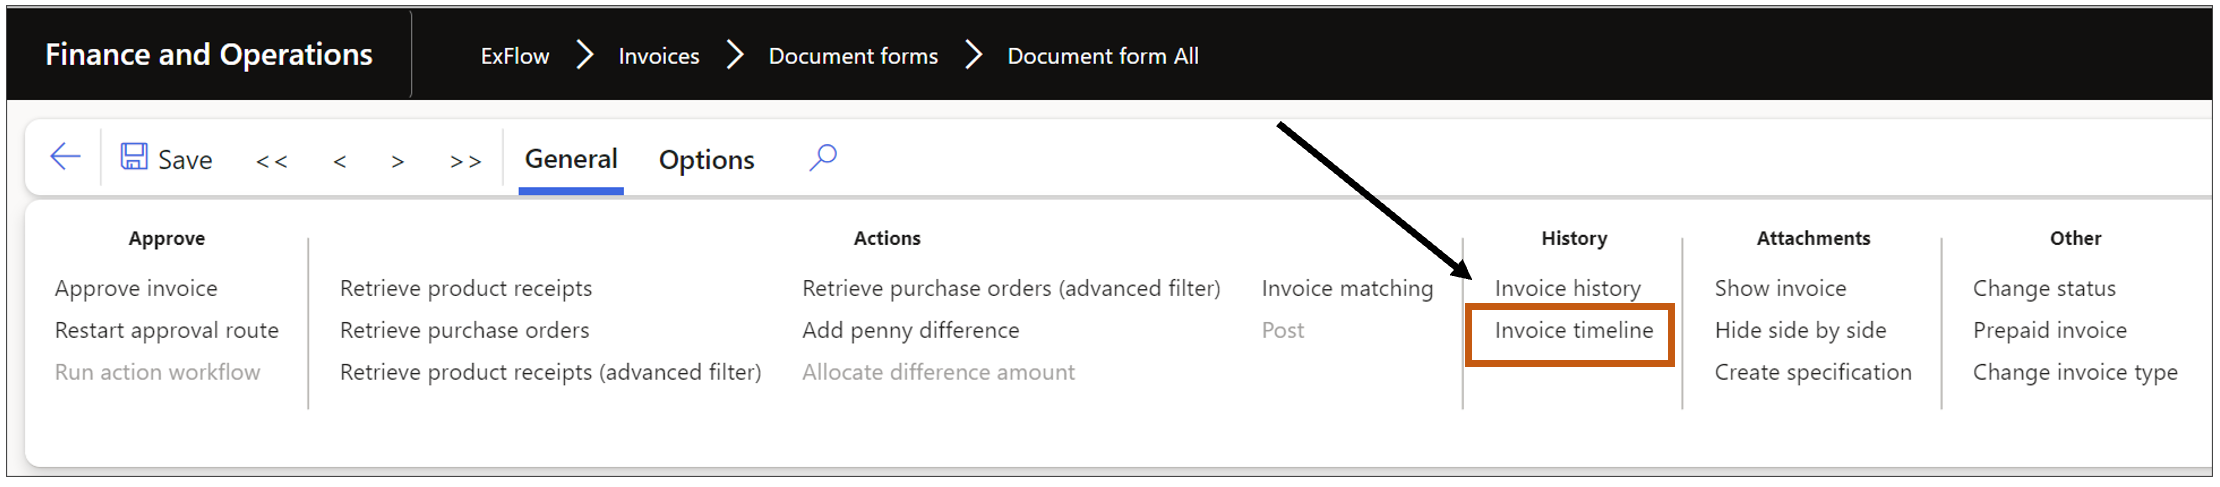 Finance and Operations
ExFlow > Invoices > Document forms > Document form All
Save << < > >> General Options
Approve
Approve invoice
Restart approval route
Run action workflow
Actions
Retrieve product receipts
Retrieve purchase orders
Retrieve product receipts (advanced filter)
Retrieve purchase orders (advanced filter)
Add penny difference
Allocate difference amount
Invoice matching
Post
History
Invoice history
Invoice timeline
Attachments
Show invoice
Hide side by side
Create specification
Other
Change status
Prepaid invoice
Change invoice type